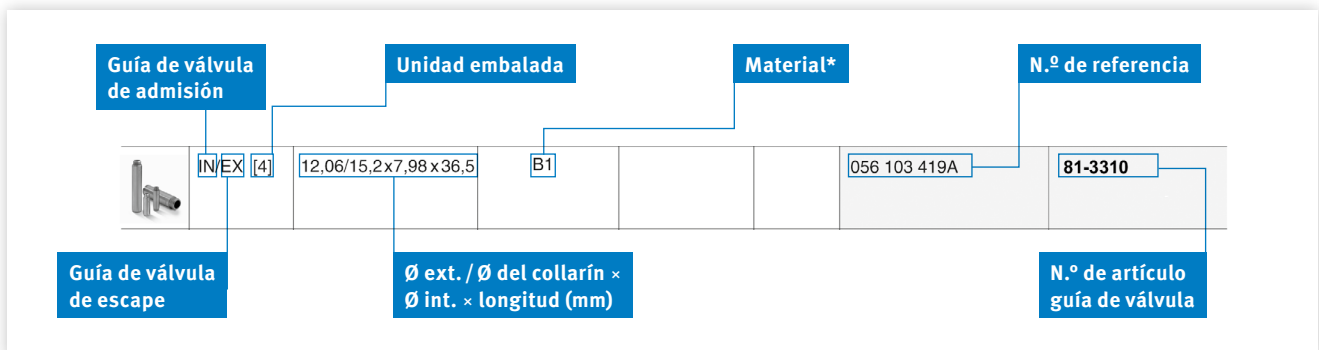 Guía de válvula
de admisión
Unidad embalada
Material*
N.º de referencia
IN/EX [4] 12,06/15,2x7,98x36,5 B1 056 103 419A 81-3310
Guía de válvula
de escape
Ø ext. / Ø del collarín ×
Ø int. × longitud (mm)
N.º de artículo
guía de válvula